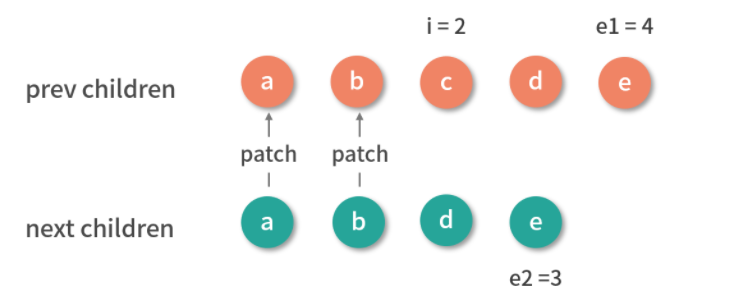 i = 2 e1 = 4
prev children a b c d e
patch patch
next children a b d e
e2 =3